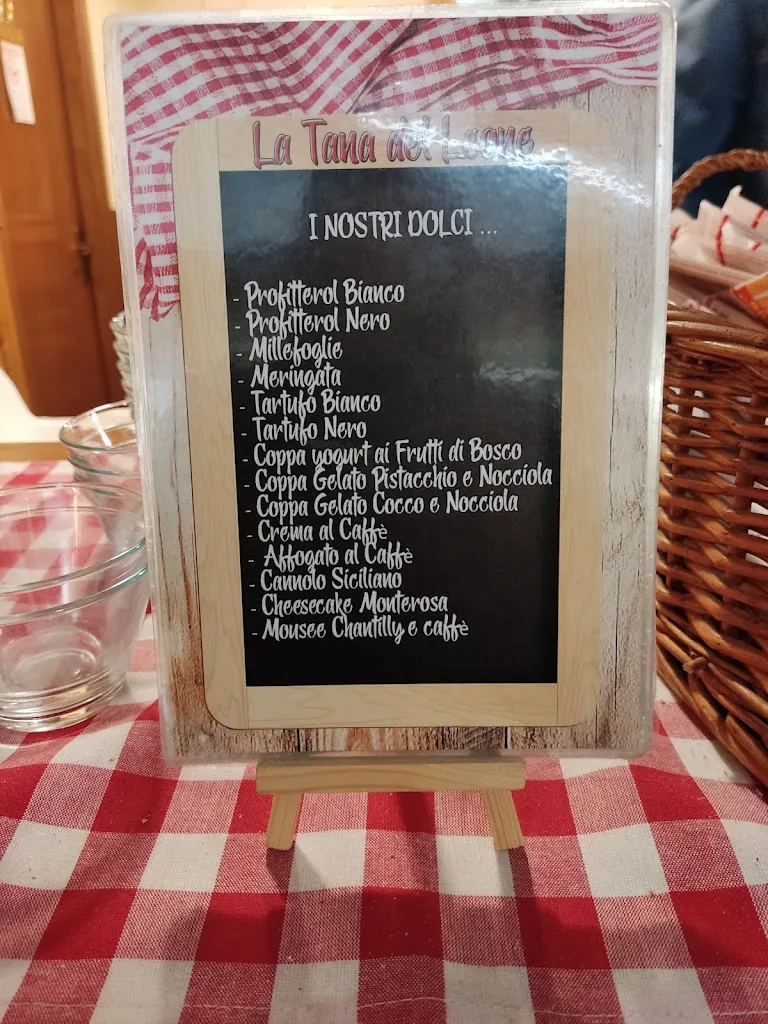 La Tana del Leone
I NOSTRI DOLCI ...
- Profitterol Bianco
- Profitterol Nero
- Millefoglie
- Meringata
- Tartufo Bianco
- Tartufo Nero
- Coppa yogurt ai Frutti di Bosco
- Coppa Gelato Pistacchio e Nocciola
- Coppa Gelato Cocco e Nocciola
- Crema al Caffè
- Affogato al Caffè
- Cannolo Siciliano
- Cheesecake Monterosa
- Mousee Chantilly e caffè